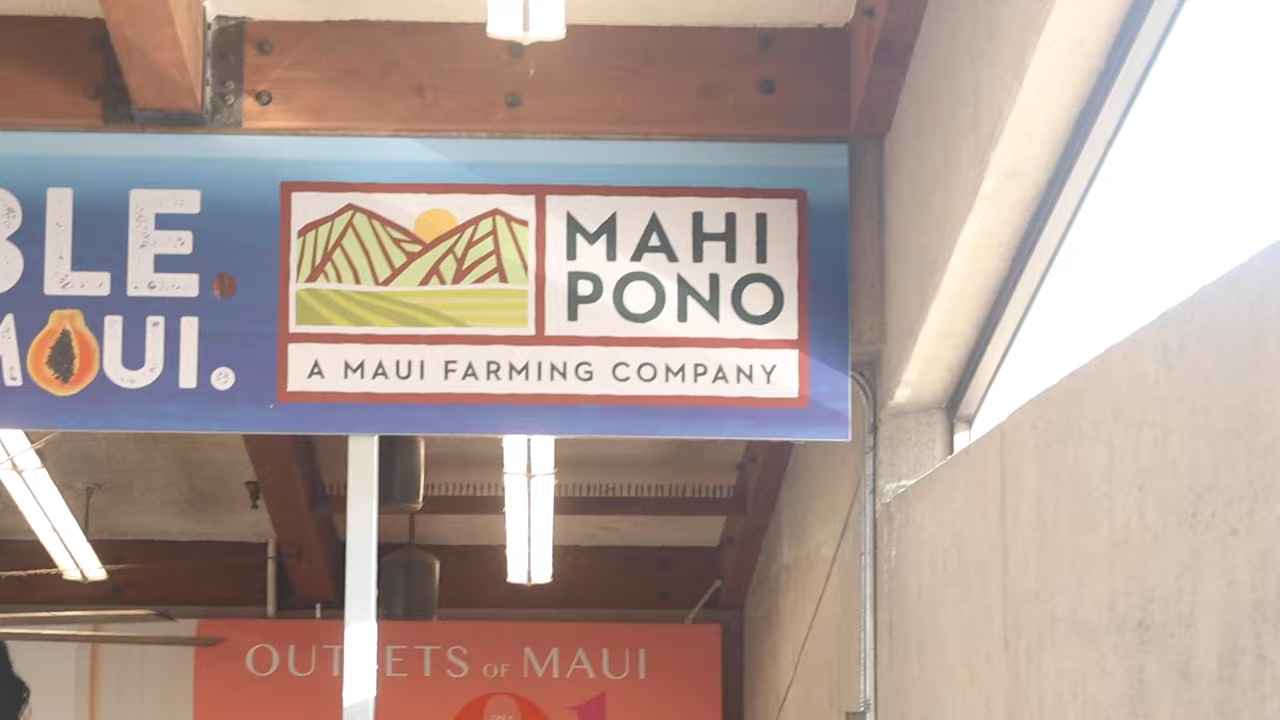 BLE.
MAUI.
MAHI
PONO
A MAUI FARMING COMPANY
OUTLETS OF MAUI